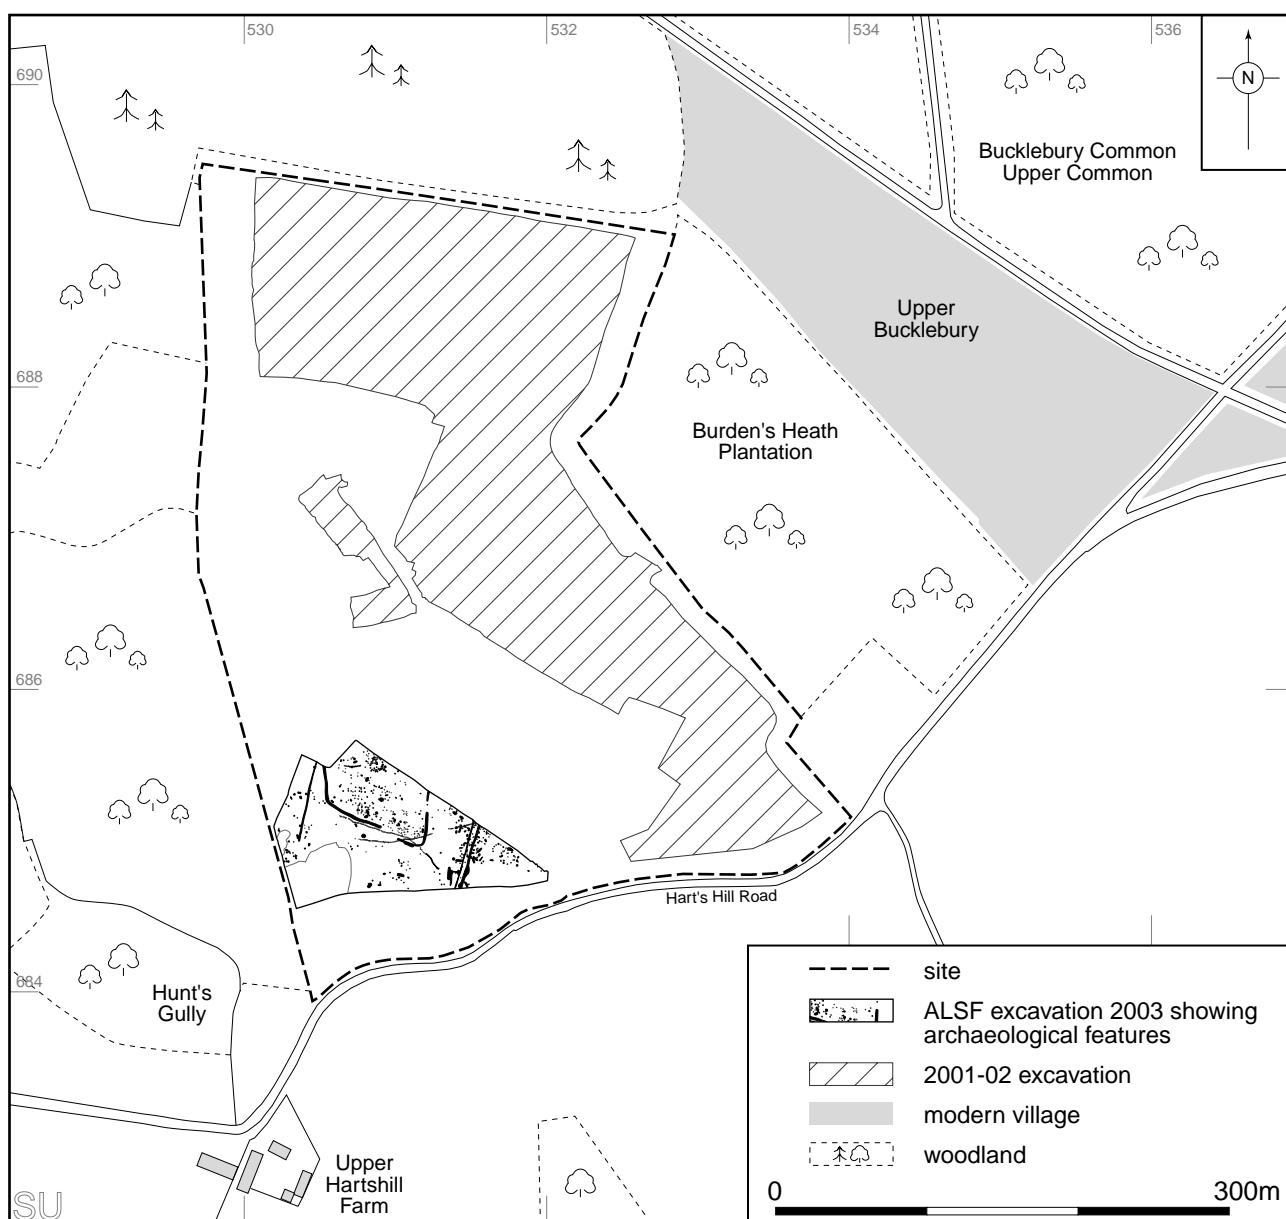 530
532
534
536
690
N
Bucklebury Common
Upper Common
Upper
Bucklebury
688
Burden's Heath
Plantation
686
Hart's Hill Road
684
Hunt's
Gully
site
ALSF excavation 2003 showing
archaeological features
2001-02 excavation
modern village
woodland
Upper
Hartshill
Farm
SU
0
300m